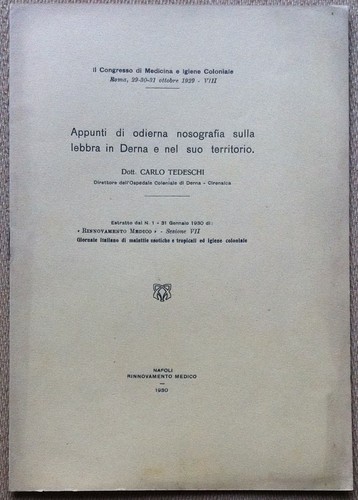 II Congresso di Medicina e Igiene Coloniale
Roma, 29-30-31 ottobre 1929 - VIII
Appunti di odierna nosografia sulla
lebbra in Derna e nel suo territorio.
Dott. CARLO TEDESCHI
Direttore dell'Ospedale Coloniale di Derna - Cirenaica
Estratto dal N. 1 - 31 Gennaio 1930 di:
« RINNOVAMENTO MEDICO » - Sezione VII
Giornale italiano di malattie esotiche e tropicali ed igiene coloniale
NAPOLI
RINNOVAMENTO MEDICO
1930